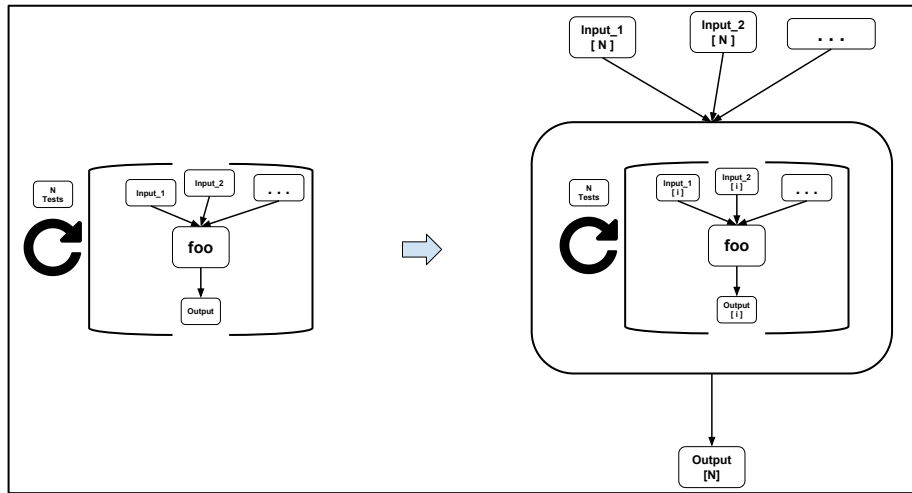 N
Tests
Input_1
Input_2
. . .
foo
Output
Input_1
[ N ]
Input_2
[ N ]
. . .
N
Tests
Input_1
[ i ]
Input_2
[ i ]
. . .
foo
Output
[ i ]
Output
[N]